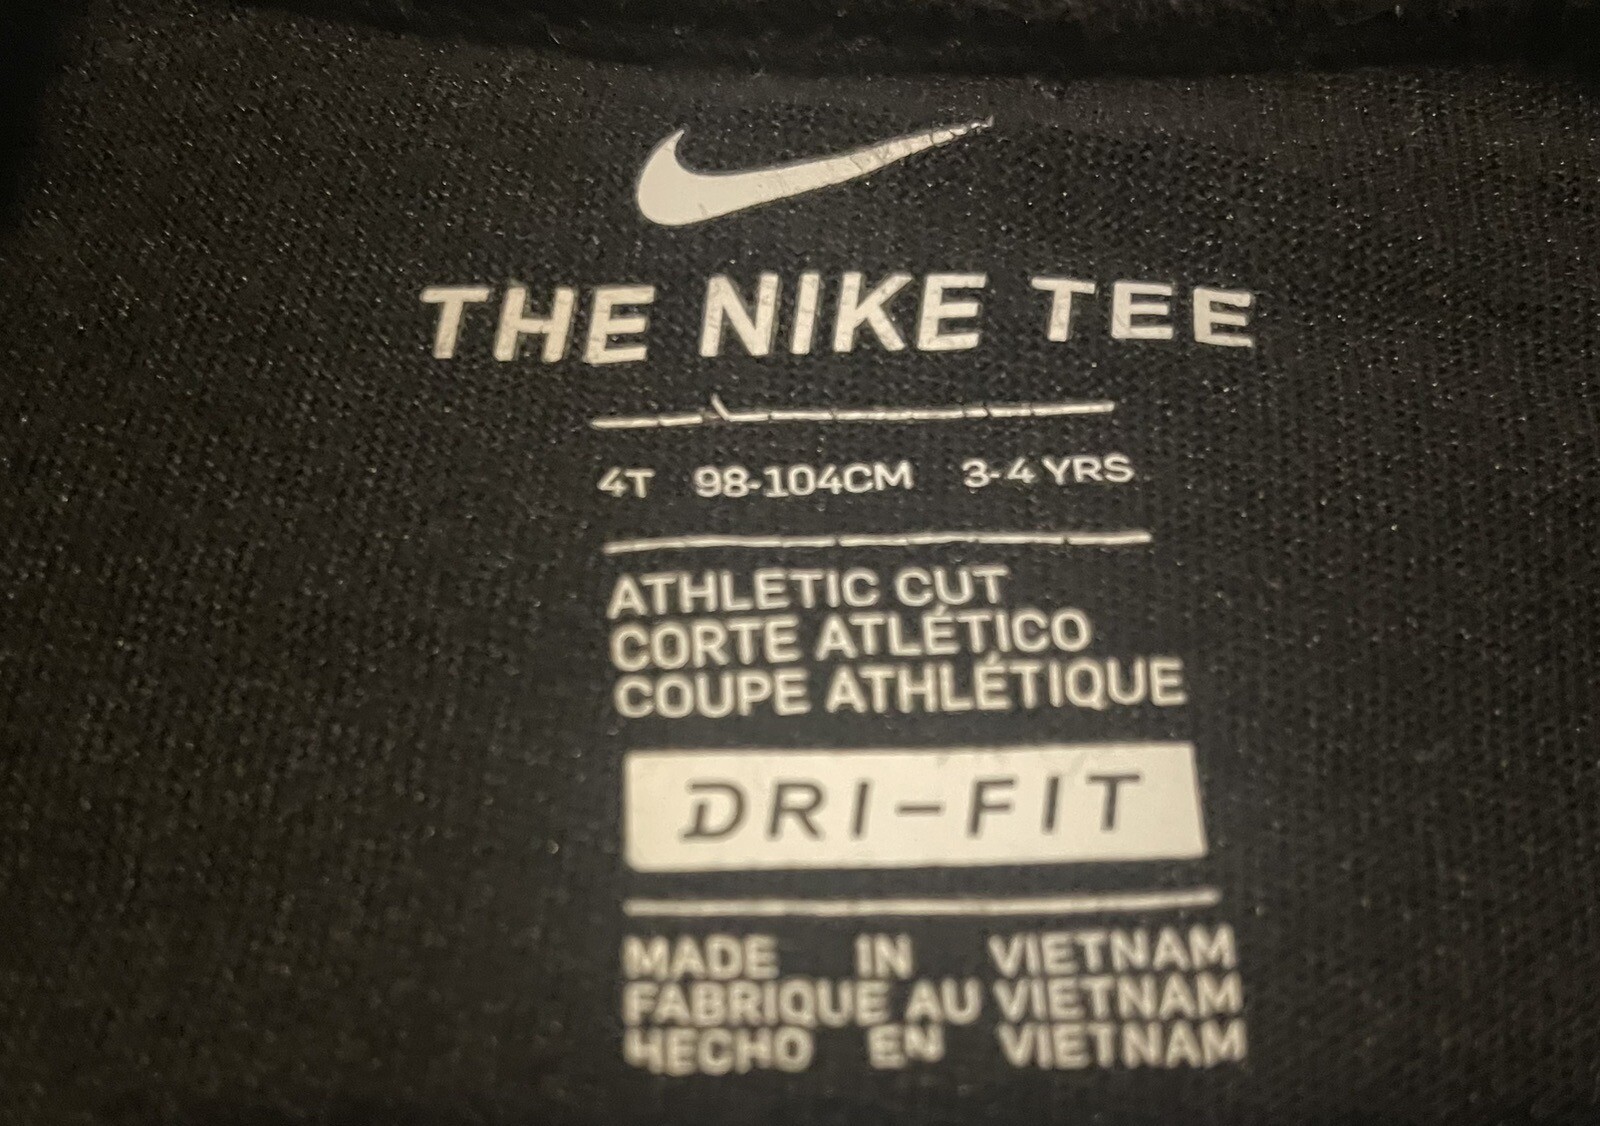 THE NIKE TEE
4T 98-104CM 3-4 YRS
ATHLETIC CUT
CORTE ATLÉTICO
COUPE ATHLÉTIQUE
DRI-FIT
MADE IN VIETNAM
FABRIQUE AU VIETNAM
HECHO EN VIETNAM